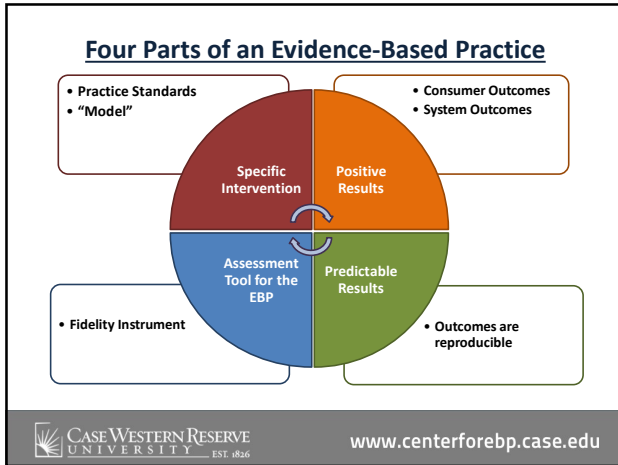 Four Parts of an Evidence-Based Practice
• Practice Standards
• “Model”
• Consumer Outcomes
• System Outcomes
Specific
Intervention
Positive
Results
Assessment
Tool for the
EBP
Predictable
Results
• Fidelity Instrument
• Outcomes are
reproducible
CASE WESTERN RESERVE
UNIVERSITY EST. 1826
www.centerforebp.case.edu